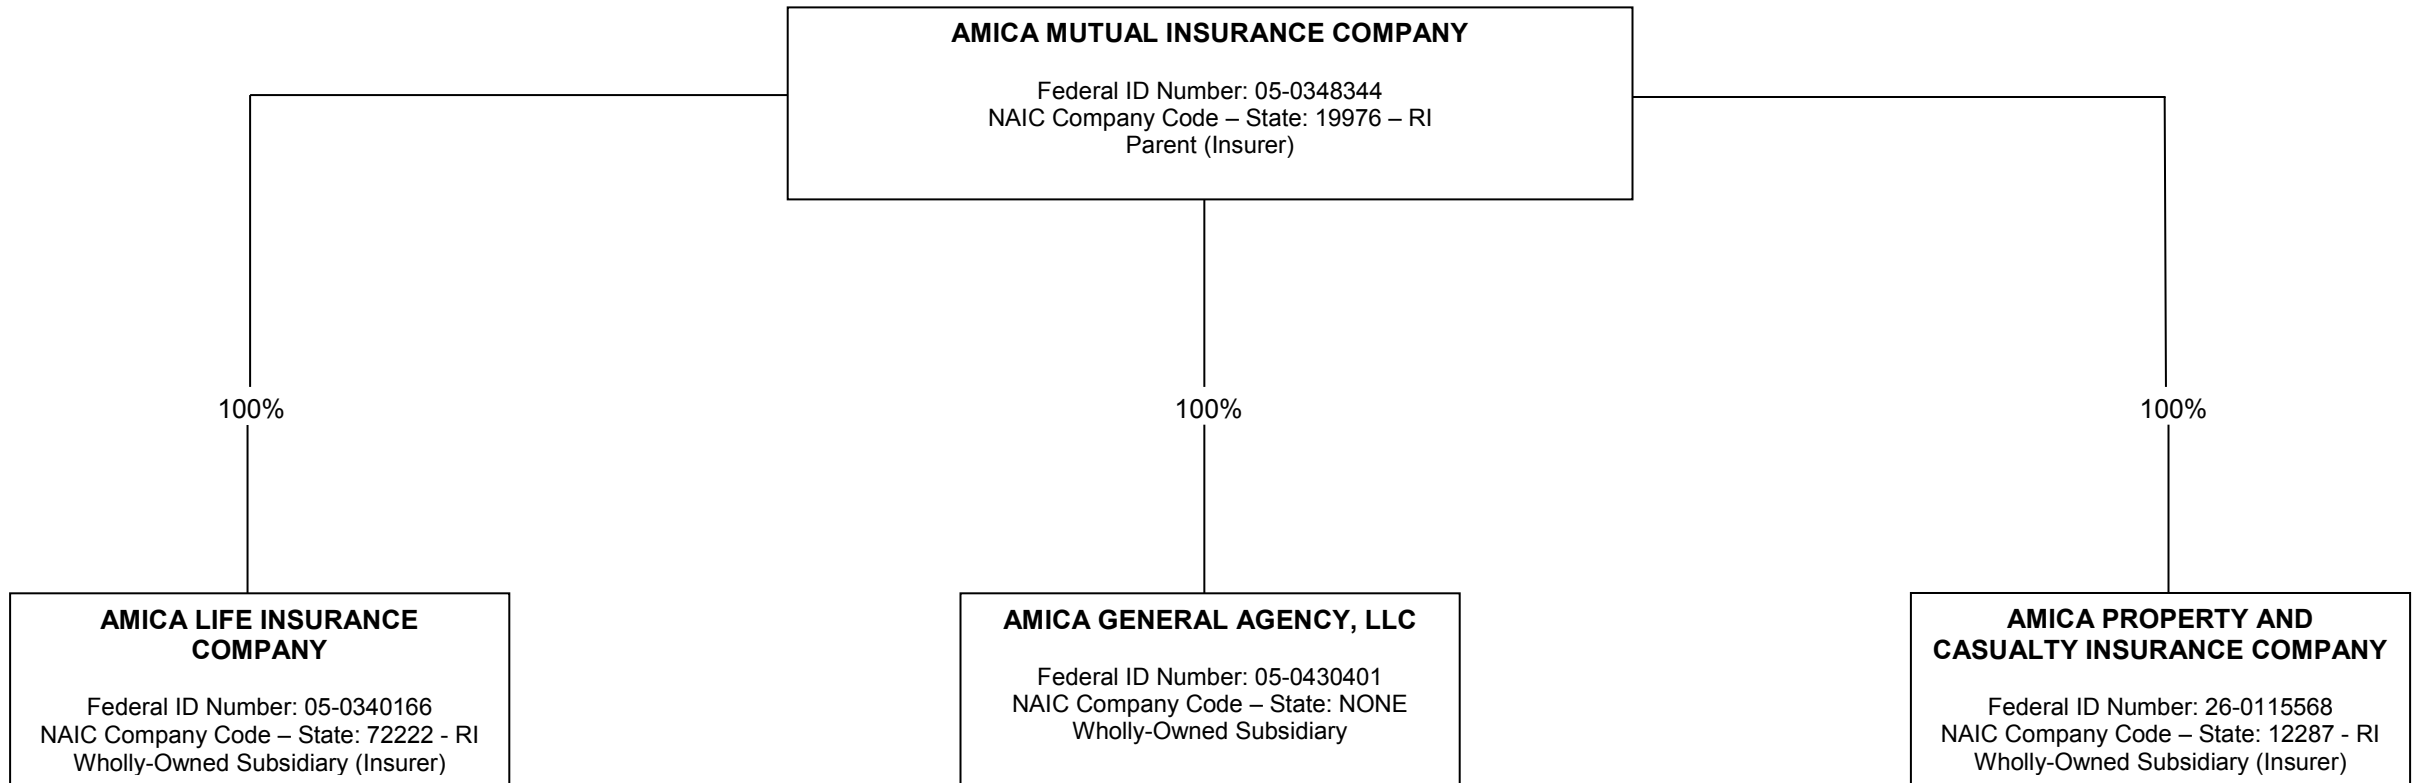 AMICA MUTUAL INSURANCE COMPANY
Federal ID Number: 05-0348344
NAIC Company Code – State: 19976 – RI
Parent (Insurer)
100%
100%
100%
AMICA LIFE INSURANCE
COMPANY
Federal ID Number: 05-0340166
NAIC Company Code – State: 72222 - RI
Wholly-Owned Subsidiary (Insurer)
AMICA GENERAL AGENCY, LLC
Federal ID Number: 05-0430401
NAIC Company Code – State: NONE
Wholly-Owned Subsidiary
AMICA PROPERTY AND
CASUALTY INSURANCE COMPANY
Federal ID Number: 26-0115568
NAIC Company Code – State: 12287 - RI
Wholly-Owned Subsidiary (Insurer)